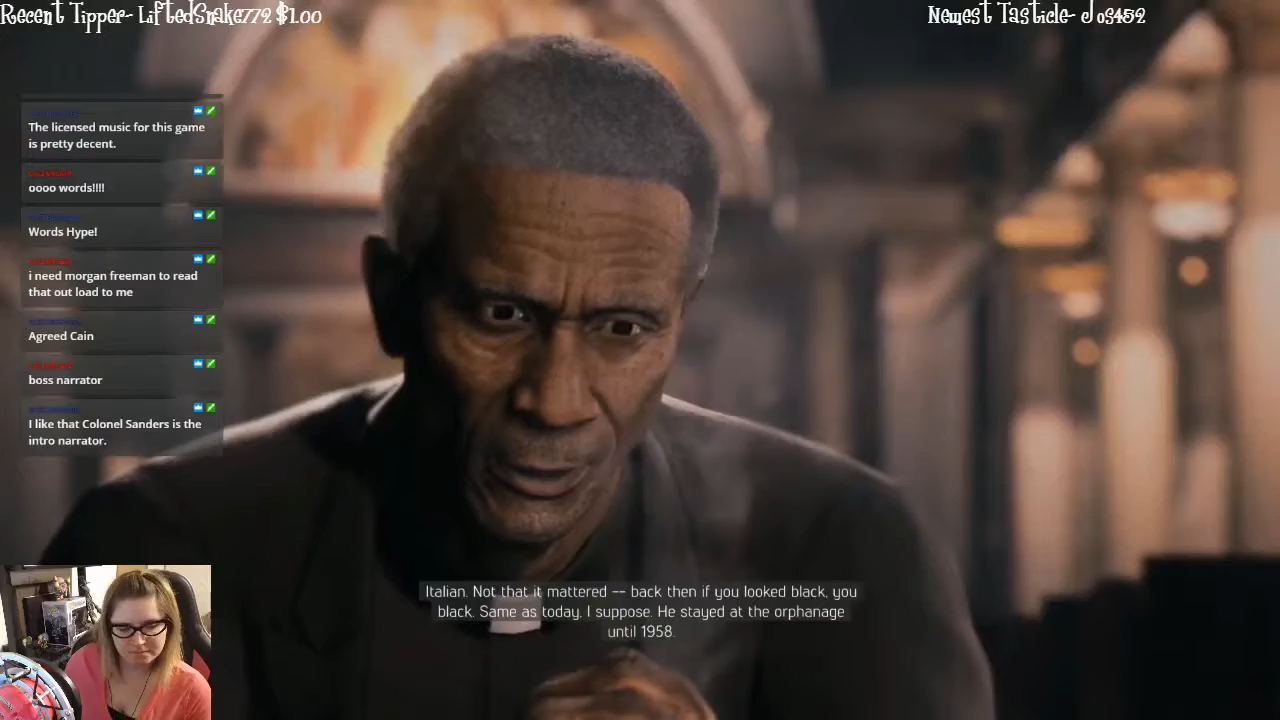 Recent Tipper- LiftedSnake772 $1.00
Newest Tasticle- dos452
The licensed music for this game
is pretty decent.
oooo words!!!!
Words Hype!
i need morgan freeman to read
that out load to me
Agreed Cain
boss narrator
I like that Colonel Sanders is the
intro narrator.
Italian. Not that it mattered -- back then if you looked black, you
black. Same as today, I suppose. He stayed at the orphanage
until 1958.